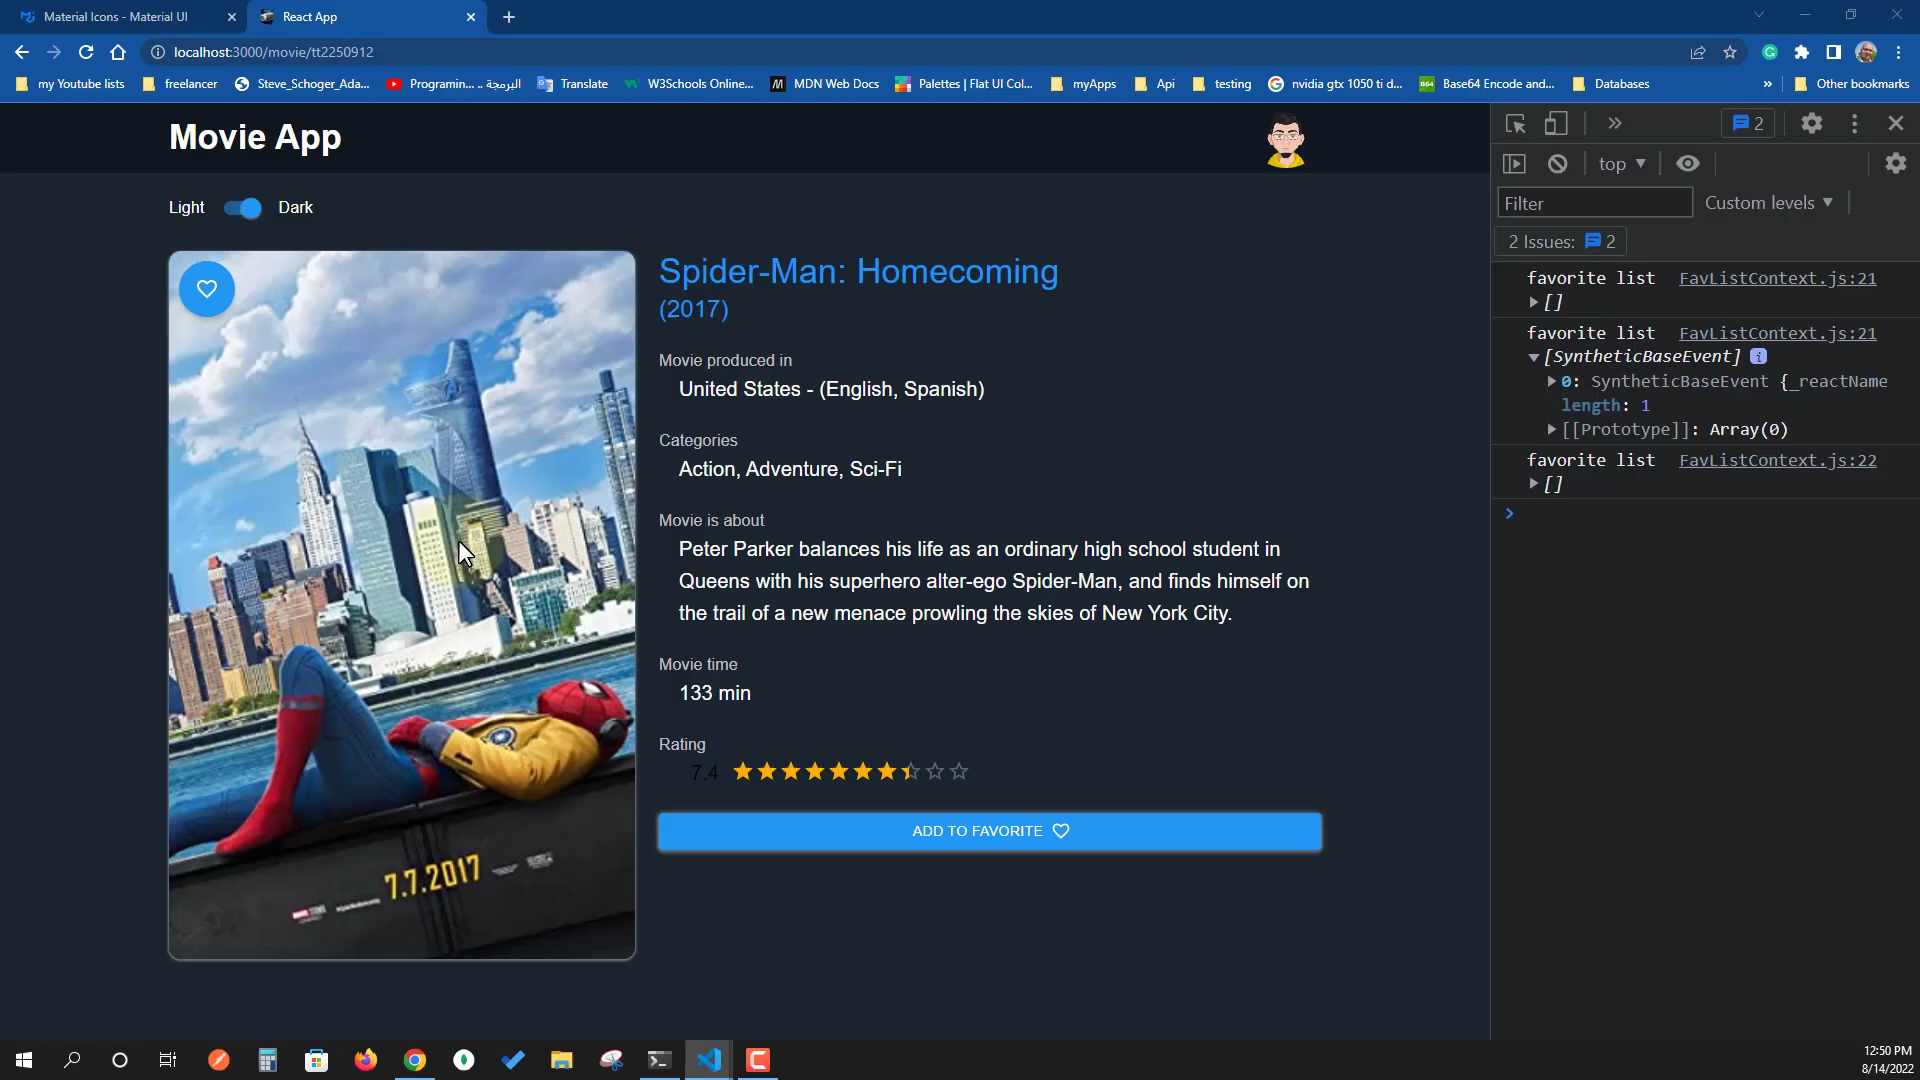 Material Icons - Material UI
React App
localhost:3000/movie/tt2250912
my Youtube lists
freelancer
Steve_Schoger_Ada...
Programin... .. البرمجة
Translate
W3Schools Online...
MDN Web Docs
Palettes | Flat UI Col...
myApps
Api
testing
nvidia gtx 1050 ti d...
B64
Base64 Encode and...
Databases
»
Other bookmarks
Movie App
Light
Dark
Spider-Man: Homecoming
(2017)
Movie produced in
United States - (English, Spanish)
Categories
Action, Adventure, Sci-Fi
Movie is about
Peter Parker balances his life as an ordinary high school student in
Queens with his superhero alter-ego Spider-Man, and finds himself on
the trail of a new menace prowling the skies of New York City.
Movie time
133 min
Rating
7.4
ADD TO FAVORITE
7.7.2017
2
top
Filter
Custom levels
2 Issues: 2
favorite list FavListContext.js:21
[]
favorite list FavListContext.js:21
[SyntheticBaseEvent] i
0: SyntheticBaseEvent {_reactName
length: 1
[[Prototype]]: Array(0)
favorite list FavListContext.js:22
[]
12:50 PM
8/14/2022